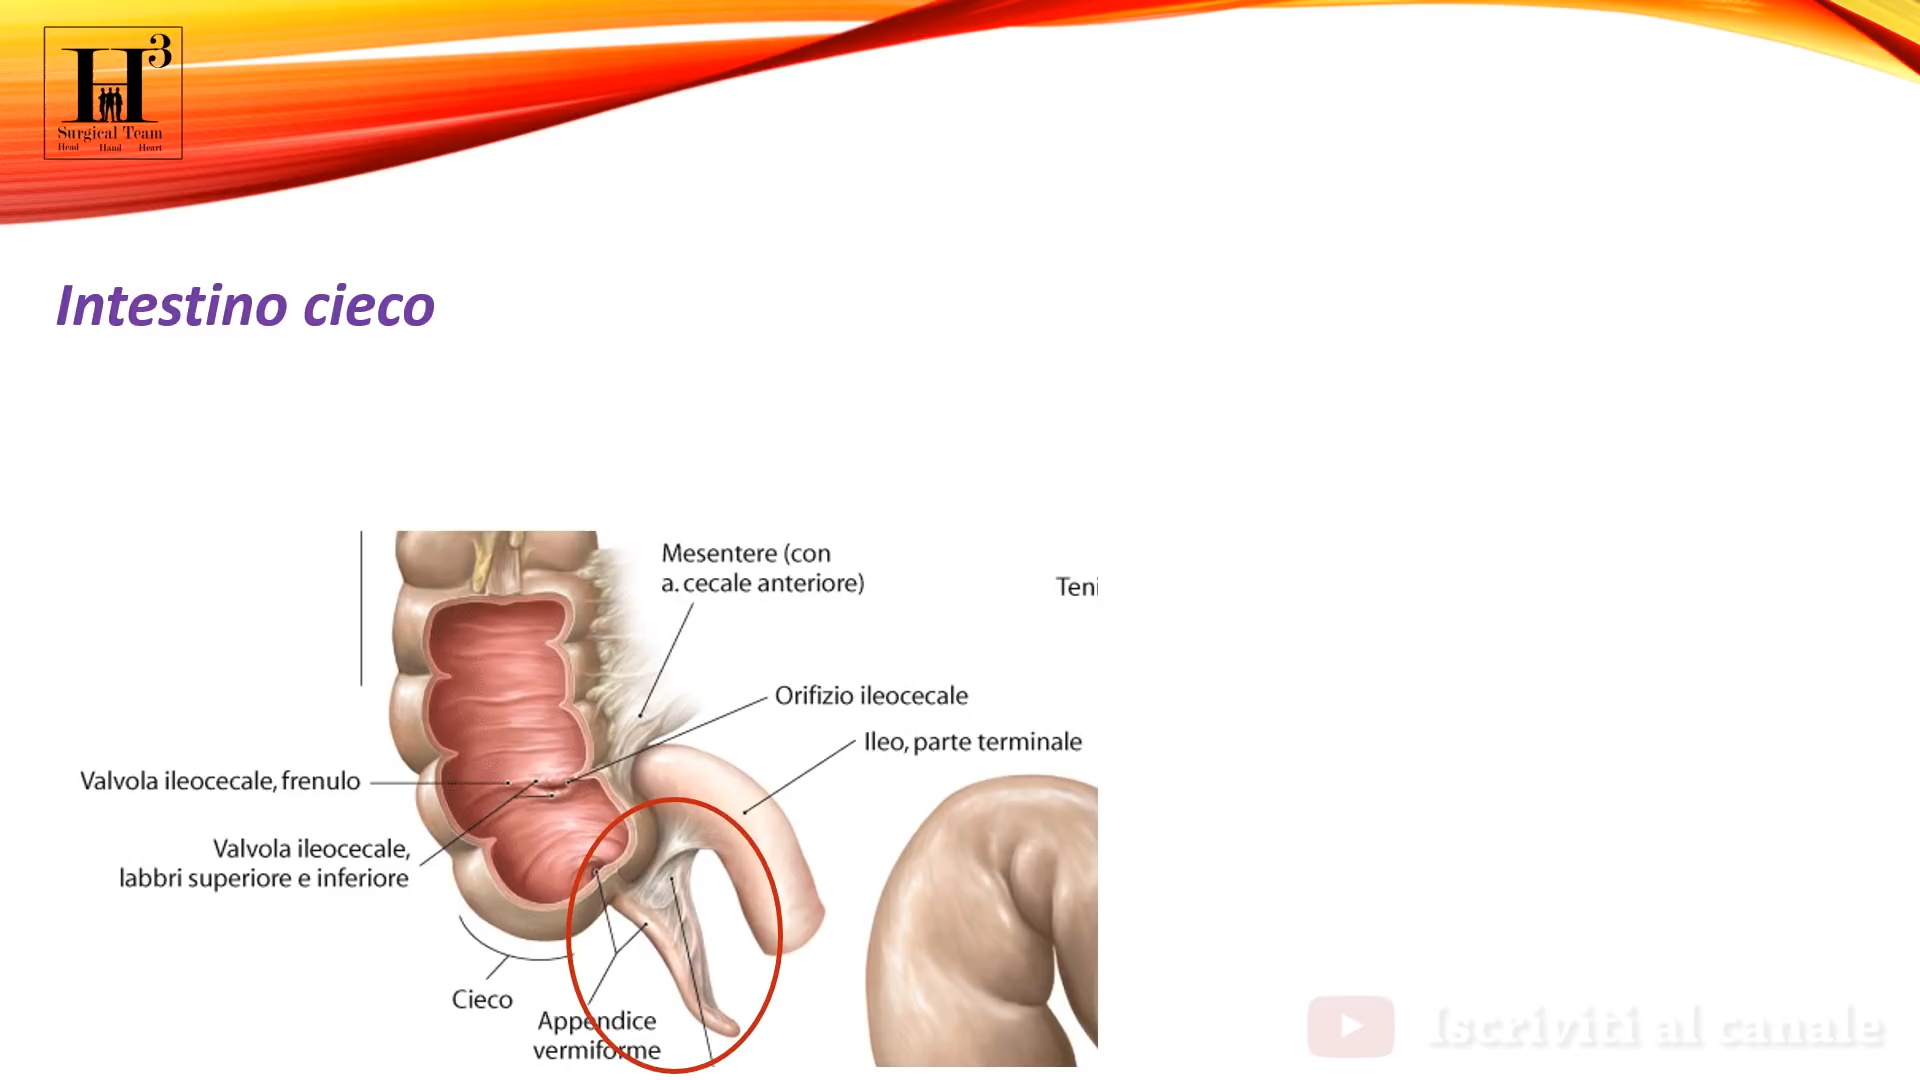 H3
Surgical Team
Head Hand Heart
Intestino cieco
Mesentere (con
a. cecale anteriore)
Teni
Orifizio ileocecale
Ileo, parte terminale
Valvola ileocecale, frenulo
Valvola ileocecale,
labbri superiore e inferiore
Cieco
Appendice
vermiforme
Iscriviti al canale